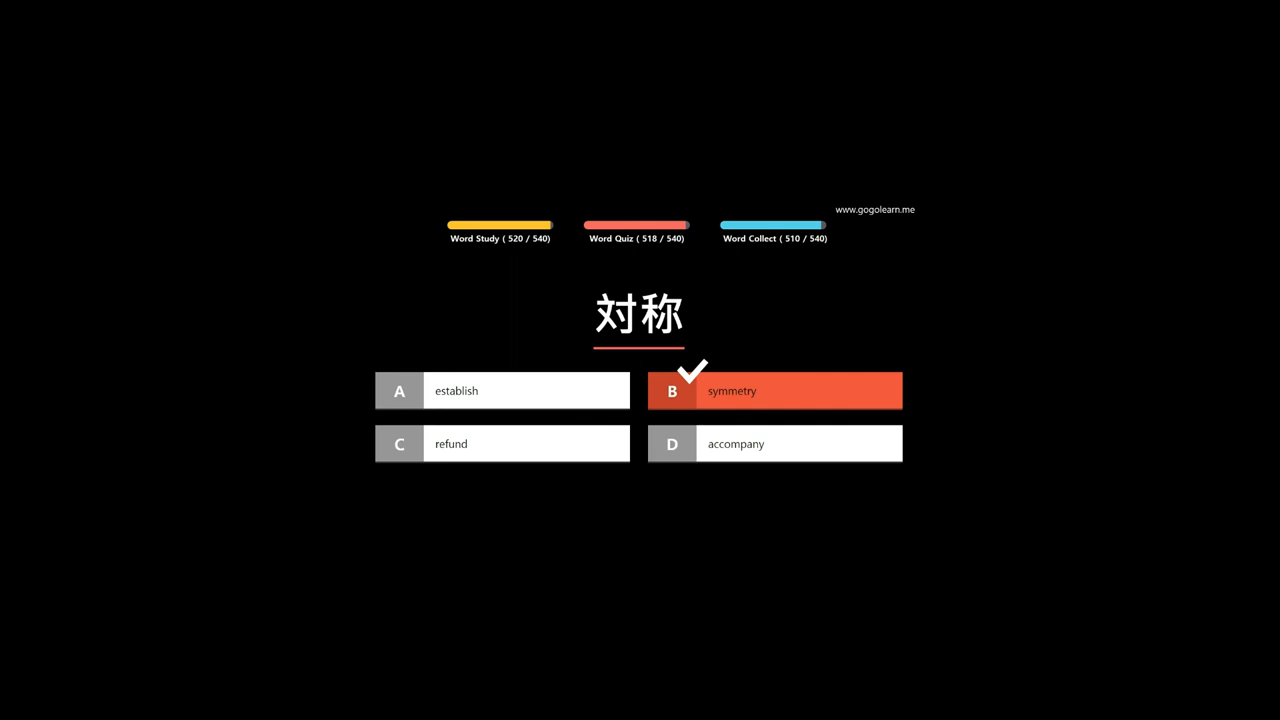 www.gogolearn.me
Word Study ( 520 / 540)
Word Quiz ( 518 / 540)
Word Collect ( 510 / 540)
対称
A establish
B symmetry
C refund
D accompany